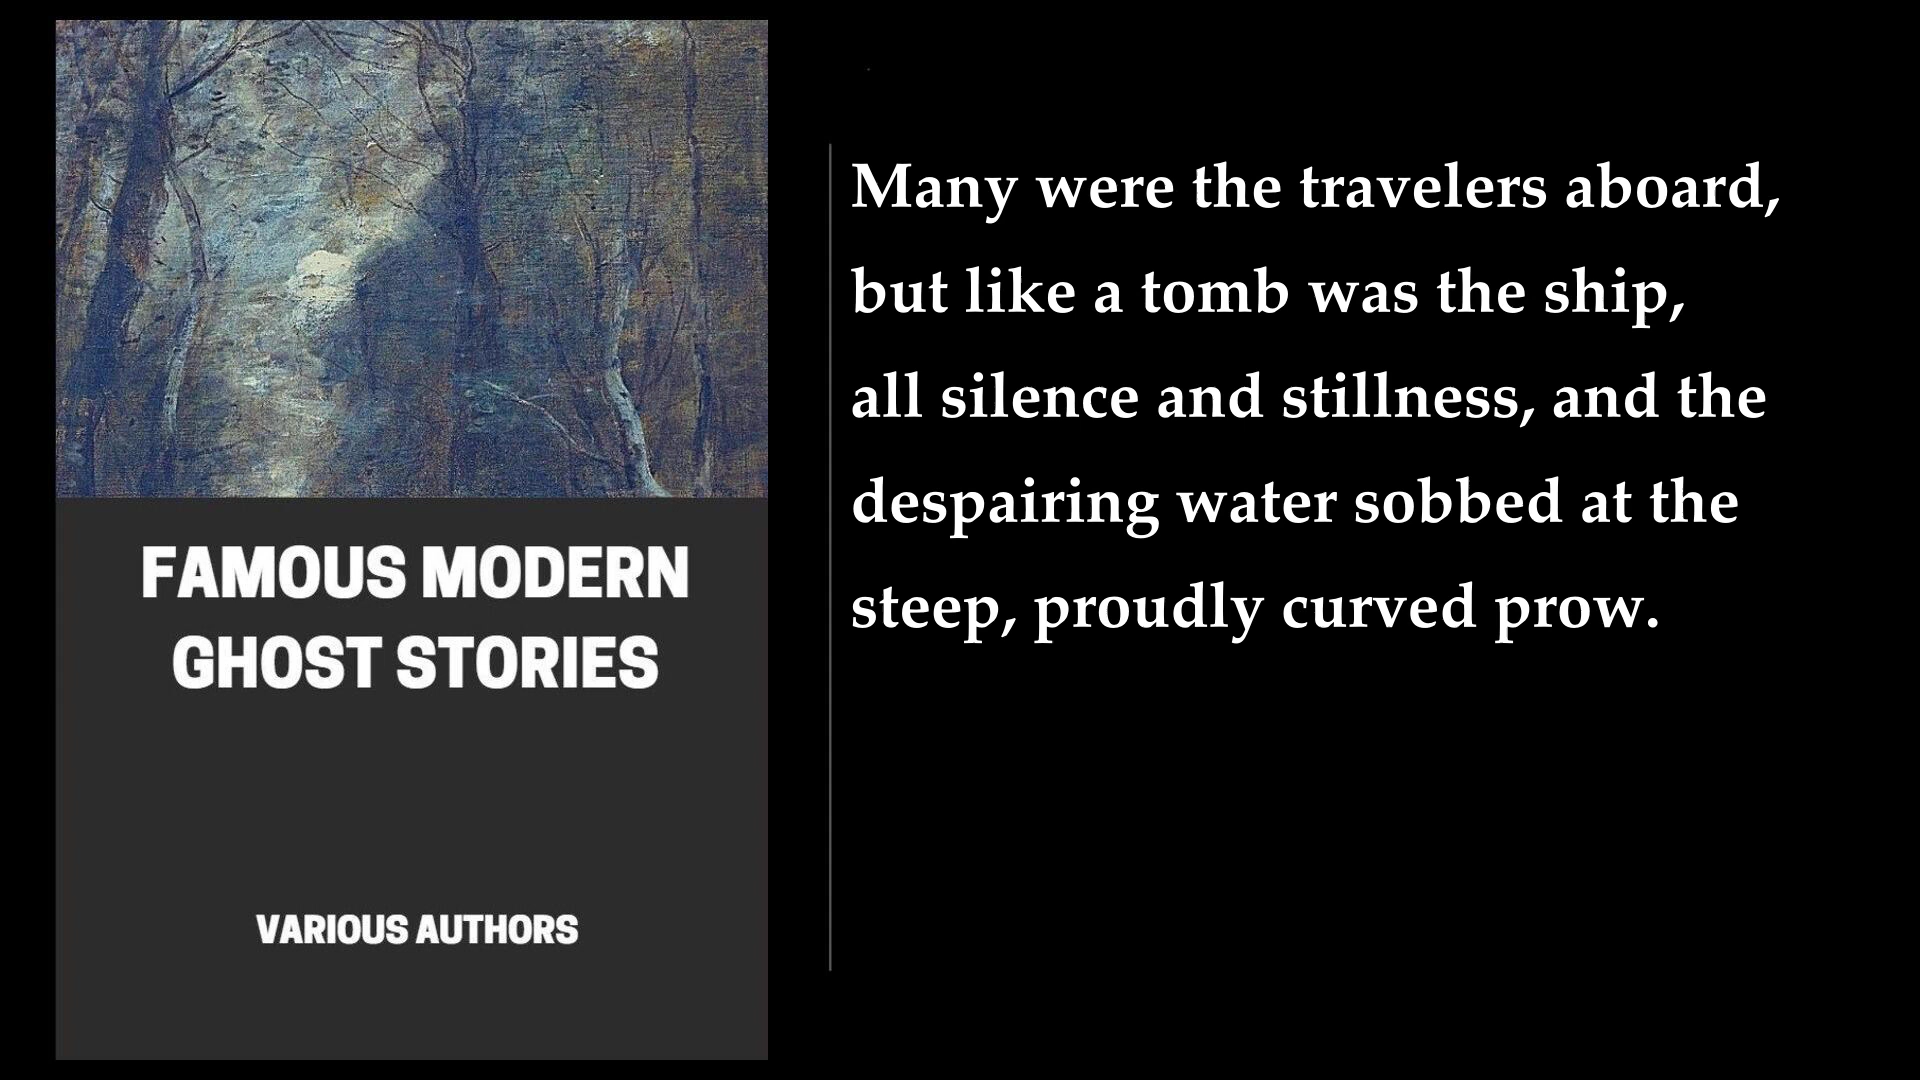 FAMOUS MODERN
GHOST STORIES
VARIOUS AUTHORS
Many were the travelers aboard,
but like a tomb was the ship,
all silence and stillness, and the
despairing water sobbed at the
steep, proudly curved prow.